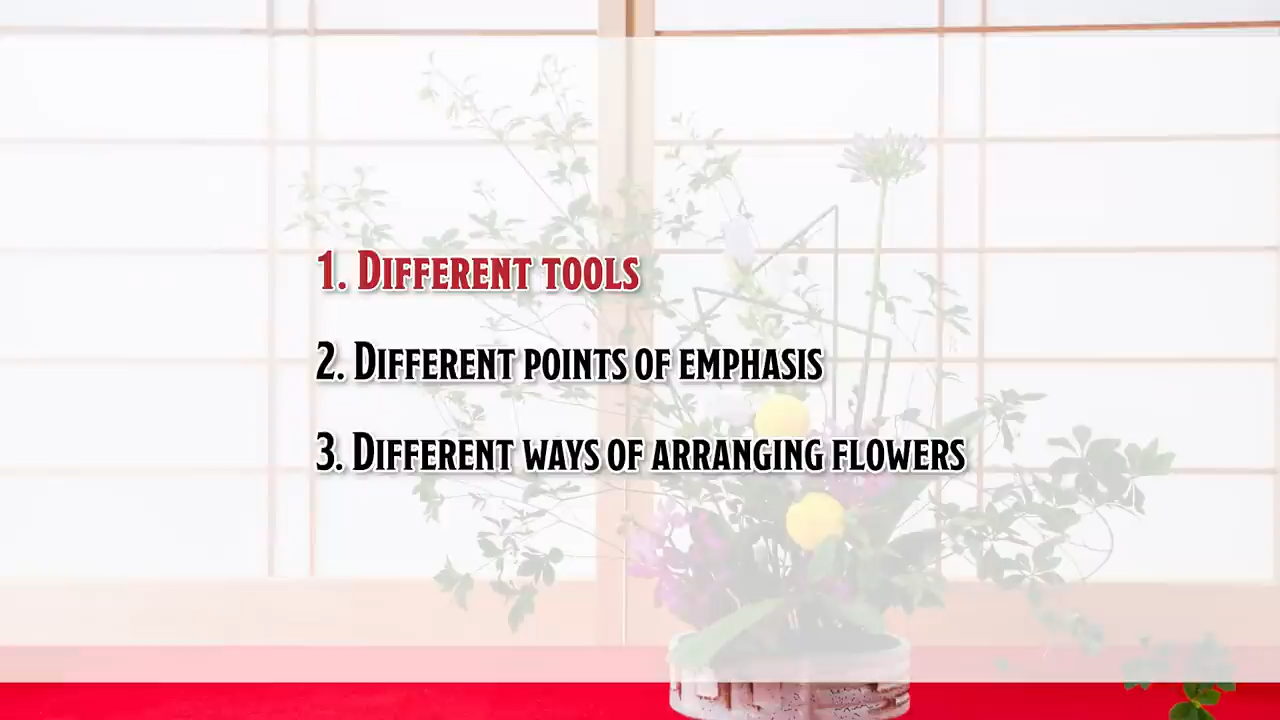 1. Different tools
2. Different points of emphasis
3. Different ways of arranging flowers